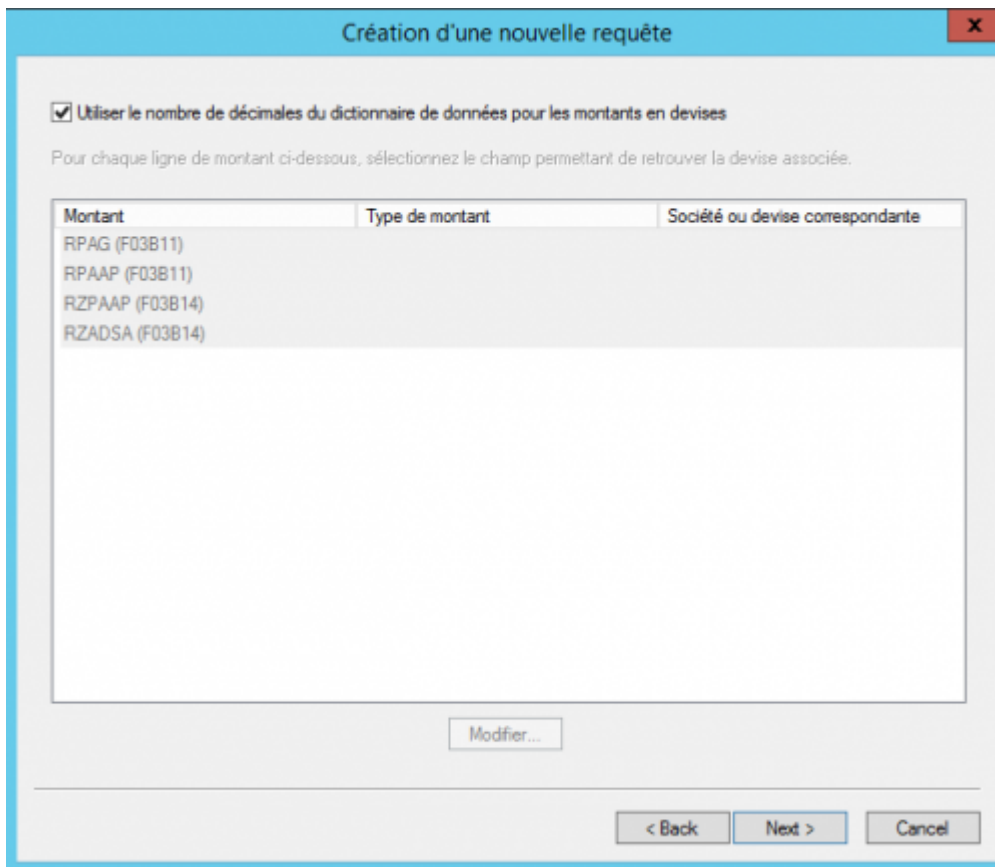 Création d'une nouvelle requête
x
Utiliser le nombre de décimales du dictionnaire de données pour les montants en devises
Pour chaque ligne de montant ci-dessous, sélectionnez le champ permettant de retrouver la devise associée.
Montant Type de montant Société ou devise correspondante
RPAG (F03B11)
RPAAP (F03B11)
RZPAAP (F03B14)
RZADSA (F03B14)
Modifier...
< Back Next > Cancel